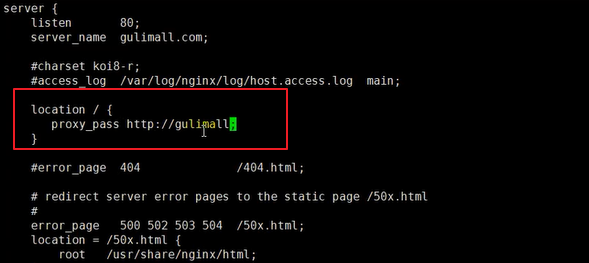 server {
    listen       80;
    server_name  gulimall.com;
    #charset koi8-r;
    #access_log  /var/log/nginx/log/host.access.log  main;
    location / {
       proxy_pass http://gulimall;
    }
    #error_page  404              /404.html;
    # redirect server error pages to the static page /50x.html
    #
    error_page   500 502 503 504  /50x.html;
    location = /50x.html {
        root   /usr/share/nginx/html;